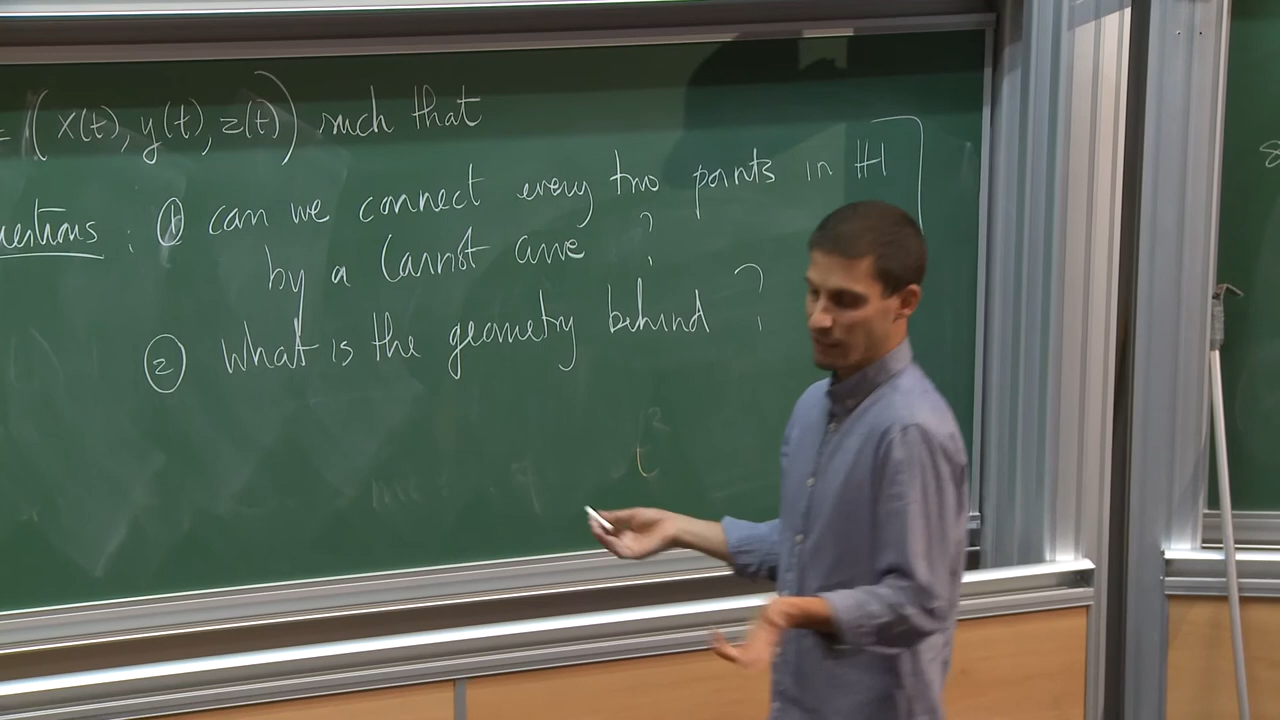 = (x(t), y(t), z(t)) such that
uestions : ① can we connect every two points in H
by a Carnot curve ?
② What is the geometry behind ?